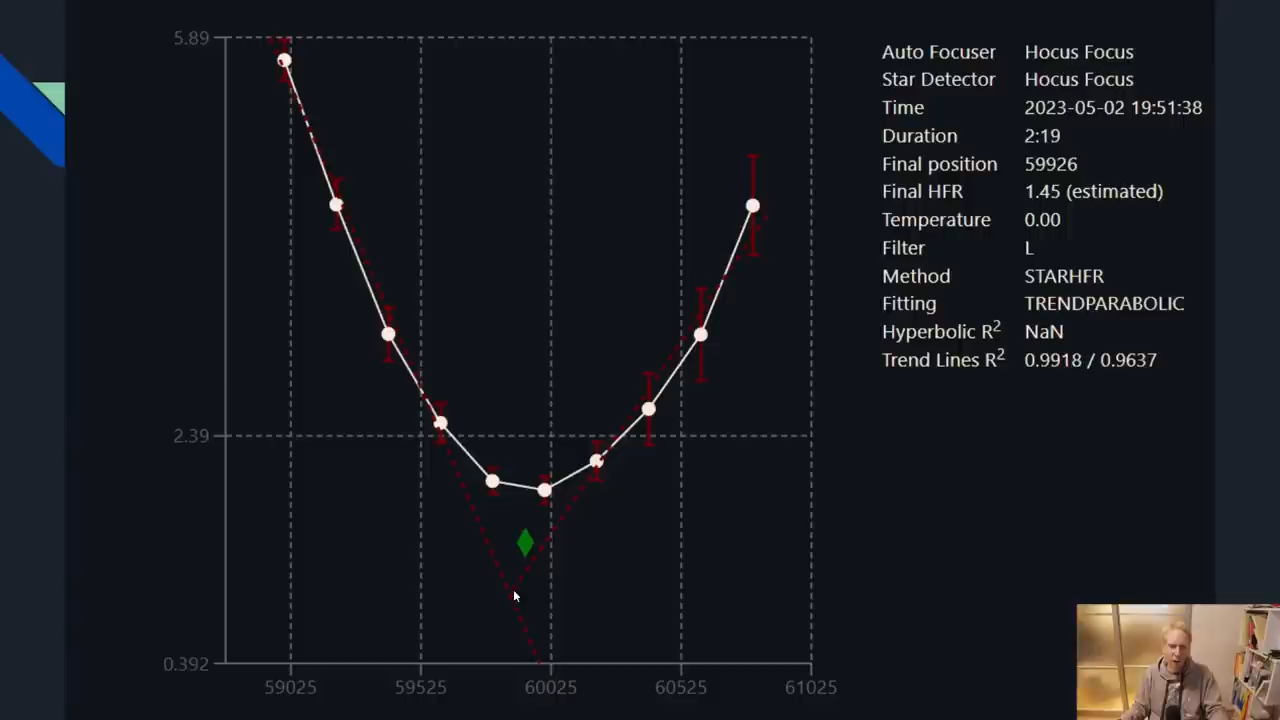 5.89
2.39
0.392
59025 59525 60025 60525 61025
Auto Focuser Hocus Focus
Star Detector Hocus Focus
Time 2023-05-02 19:51:38
Duration 2:19
Final position 59926
Final HFR 1.45 (estimated)
Temperature 0.00
Filter L
Method STARHFR
Fitting TRENDPARABOLIC
Hyperbolic R² NaN
Trend Lines R² 0.9918 / 0.9637